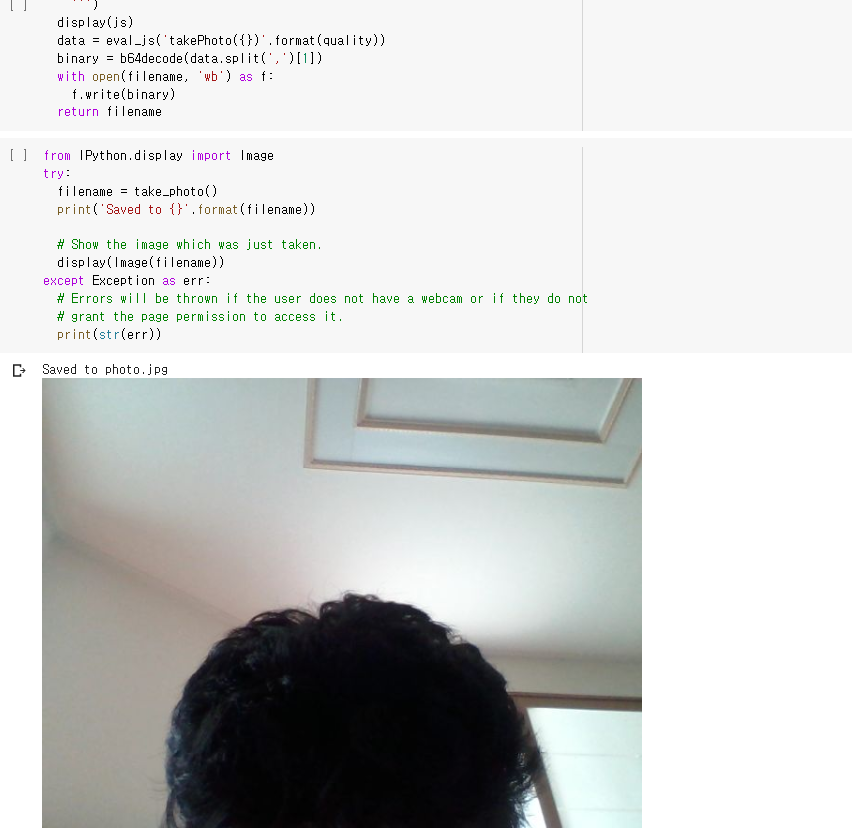 [ ]
''')
display(js)
data = eval_js('takePhoto({})'.format(quality))
binary = b64decode(data.split(',')[1])
with open(filename, 'wb') as f:
f.write(binary)
return filename
[ ] from IPython.display import Image
try:
filename = take_photo()
print('Saved to {}'.format(filename))
# Show the image which was just taken.
display(Image(filename))
except Exception as err:
# Errors will be thrown if the user does not have a webcam or if they do not
# grant the page permission to access it.
print(str(err))
Saved to photo.jpg